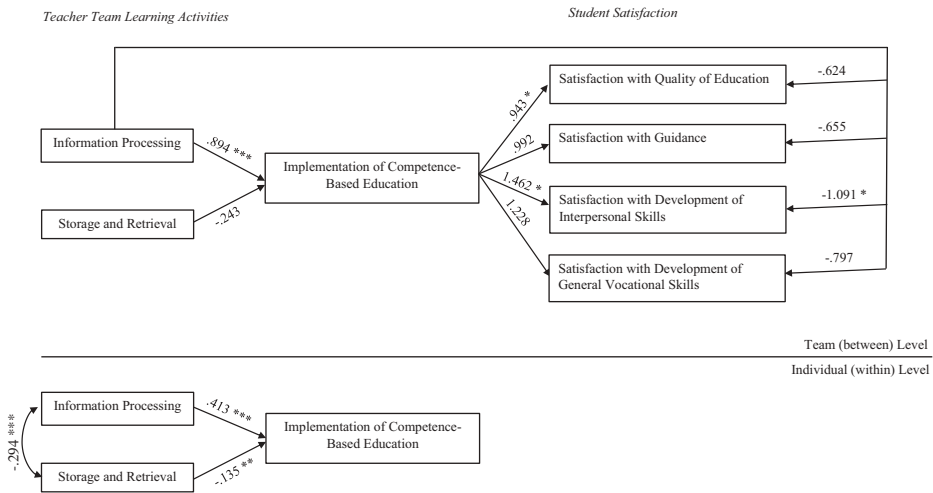 Teacher Team Learning Activities
Student Satisfaction
Satisfaction with Quality of Education
-.624
.943 *
Information Processing
.894 ***
Satisfaction with Guidance
-.655
.992
Implementation of Competence-
Based Education
1.462 *
Satisfaction with Development of
Interpersonal Skills
-1.091 *
Storage and Retrieval
-.243
1.228
Satisfaction with Development of
General Vocational Skills
-.797
Team (between) Level
Individual (within) Level
Information Processing
.413 ***
Implementation of Competence-
Based Education
-.294 ***
Storage and Retrieval
-.135 **